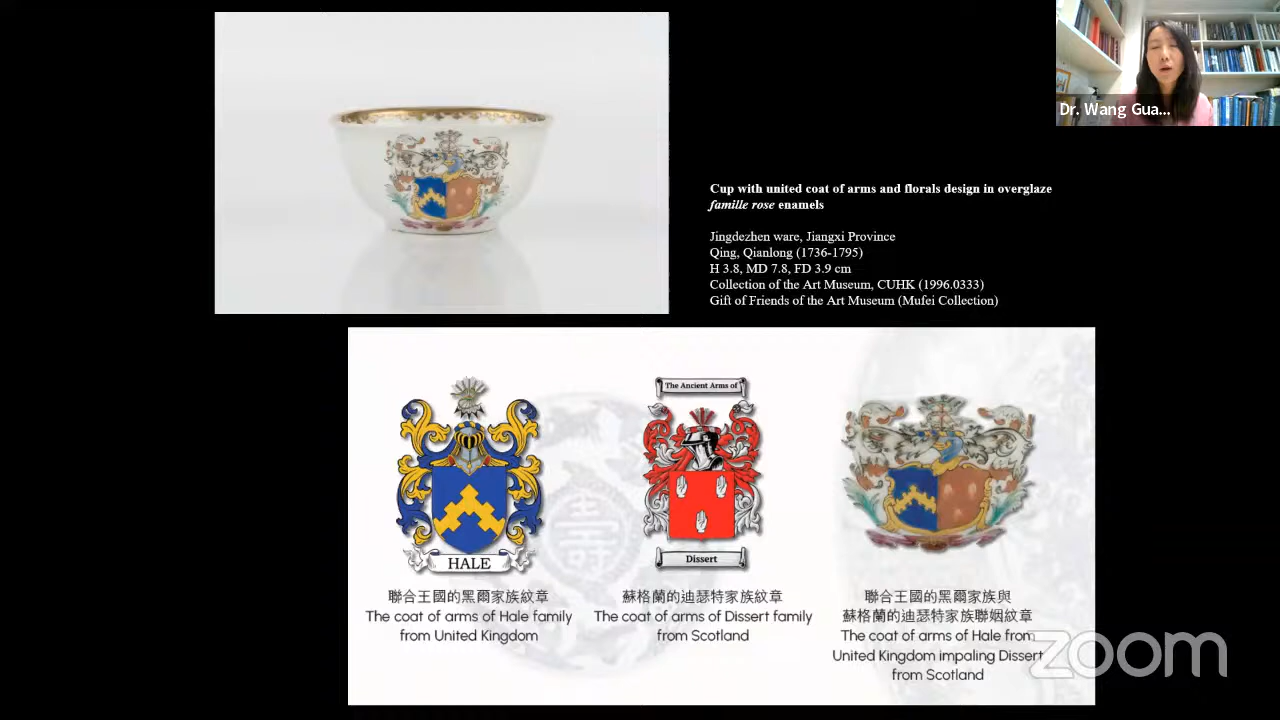 Dr. Wang Gua...
Cup with united coat of arms and florals design in overglaze
famille rose enamels
Jingdezhen ware, Jiangxi Province
Qing, Qianlong (1736-1795)
H 3.8, MD 7.8, FD 3.9 cm
Collection of the Art Museum, CUHK (1996.0333)
Gift of Friends of the Art Museum (Mufei Collection)
The Ancient Arms of
HALE
Dissert
聯合王國的黑爾家族紋章
The coat of arms of Hale family
from United Kingdom
蘇格蘭的迪瑟特家族紋章
The coat of arms of Dissert family
from Scotland
聯合王國的黑爾家族與
蘇格蘭的迪瑟特家族聯姻紋章
The coat of arms of Hale from
United Kingdom impaling Dissert
from Scotland
zoom